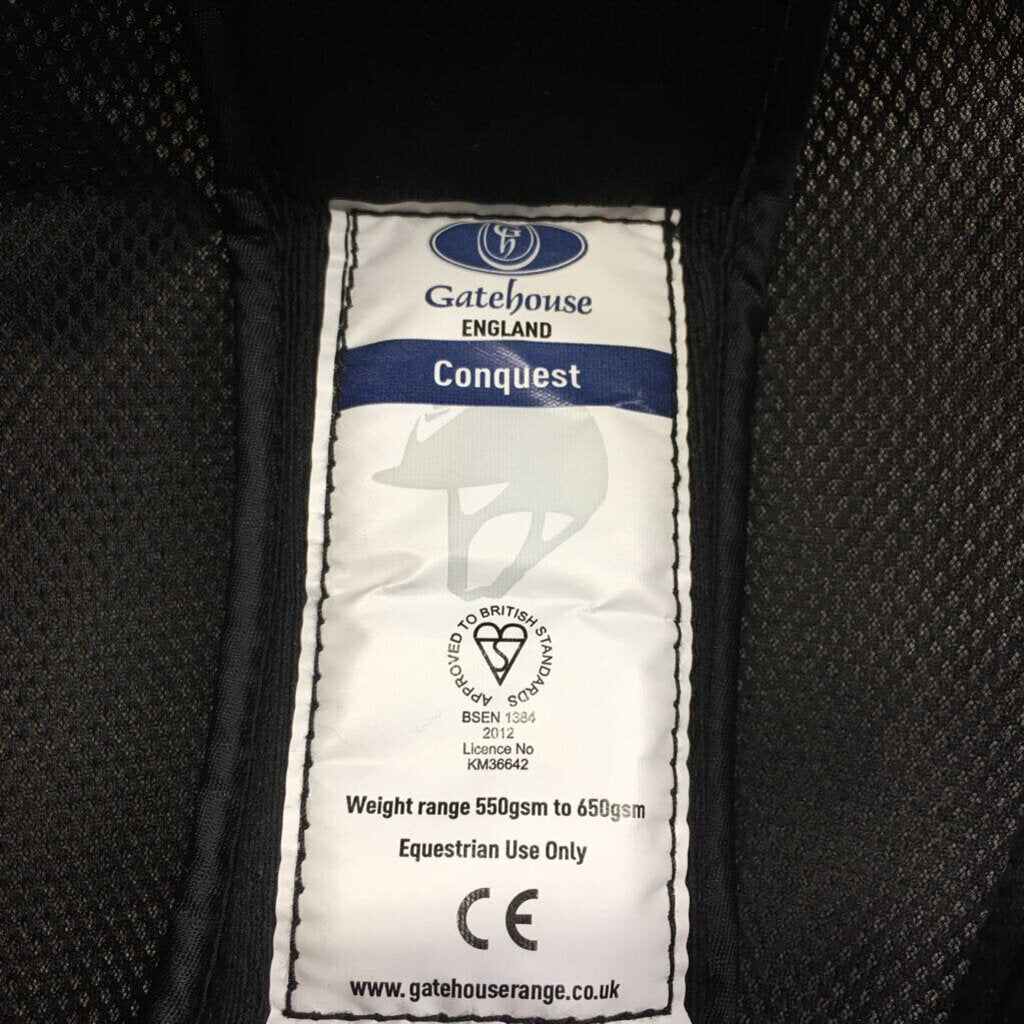 Gh
Gatehouse
ENGLAND
Conquest
APPROVED TO BRITISH STANDARDS
S
BSEN 1384
2012
Licence No
KM36642
Weight range 550gsm to 650gsm
Equestrian Use Only
CE
www.gatehouserange.co.uk